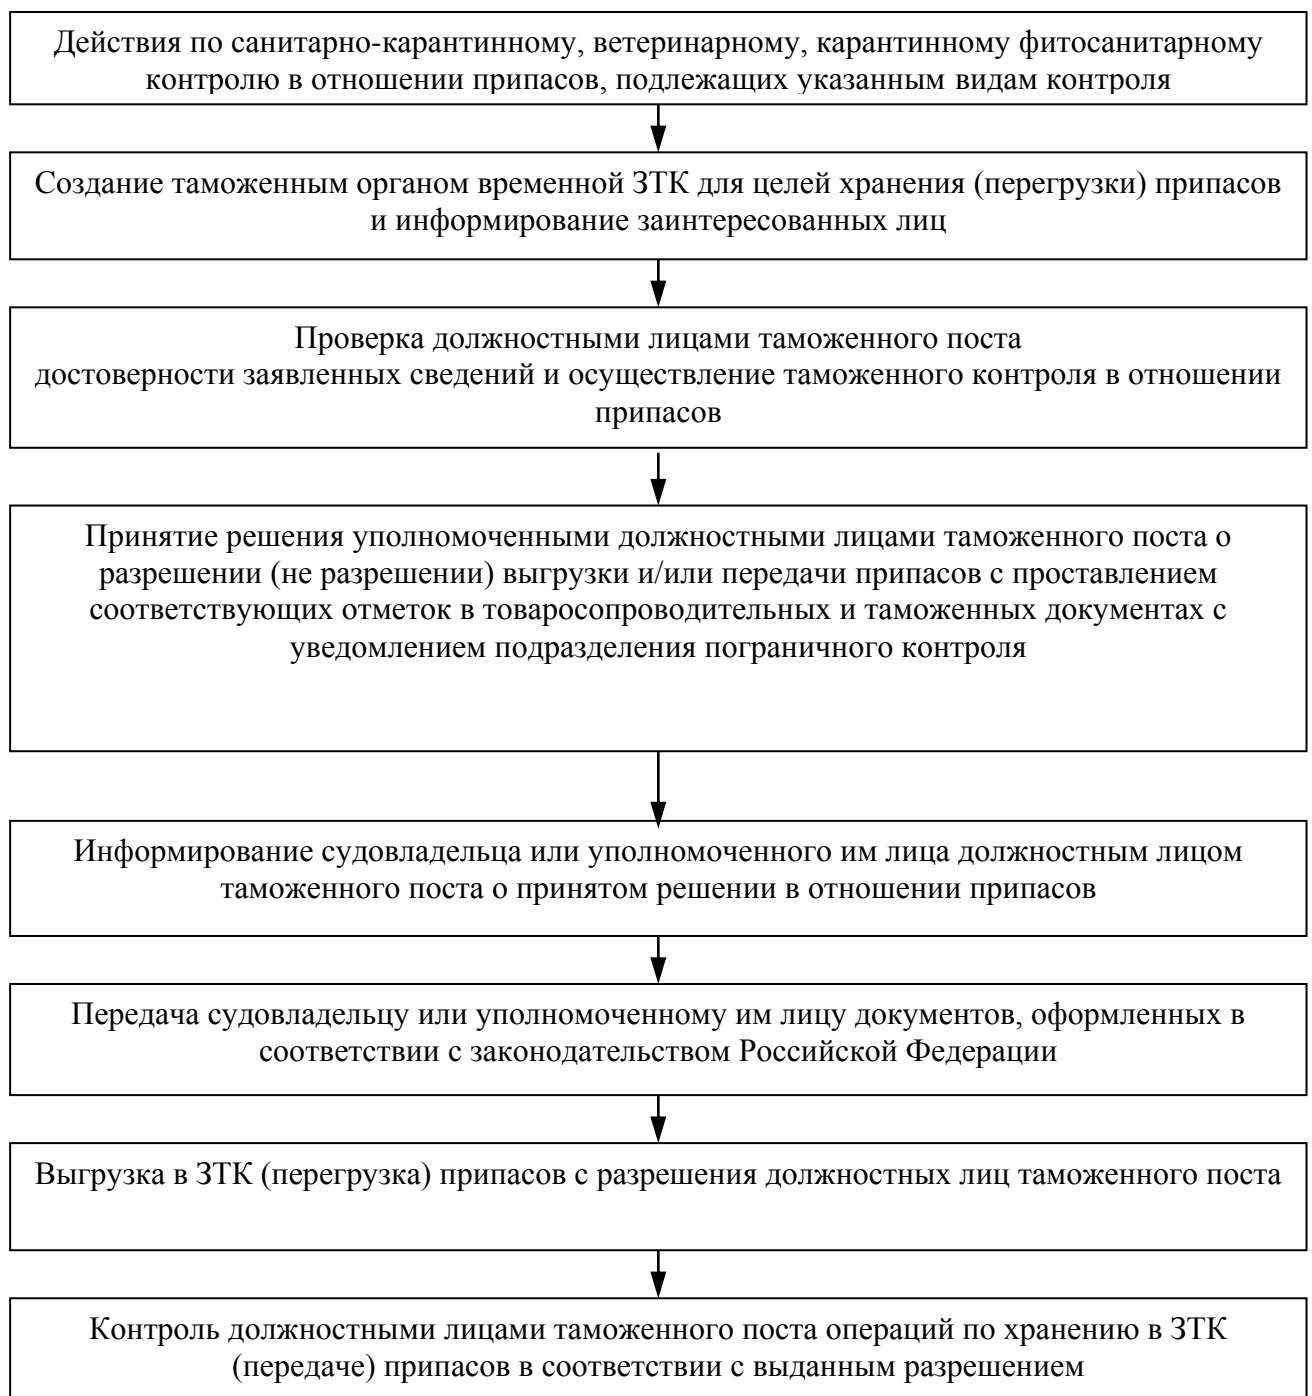 Действия по санитарно-карантинному, ветеринарному, карантинному фитосанитарному
контролю в отношении припасов, подлежащих указанным видам контроля
Создание таможенным органом временной ЗТК для целей хранения (перегрузки) припасов
и информирование заинтересованных лиц
Проверка должностными лицами таможенного поста
достоверности заявленных сведений и осуществление таможенного контроля в отношении
припасов
Принятие решения уполномоченными должностными лицами таможенного поста о
разрешении (не разрешении) выгрузки и/или передачи припасов с проставлением
соответствующих отметок в товаросопроводительных и таможенных документах с
уведомлением подразделения пограничного контроля
Информирование судовладельца или уполномоченного им лица должностным лицом
таможенного поста о принятом решении в отношении припасов
Передача судовладельцу или уполномоченному им лицу документов, оформленных в
соответствии с законодательством Российской Федерации
Выгрузка в ЗТК (перегрузка) припасов с разрешения должностных лиц таможенного поста
Контроль должностными лицами таможенного поста операций по хранению в ЗТК
(передаче) припасов в соответствии с выданным разрешением